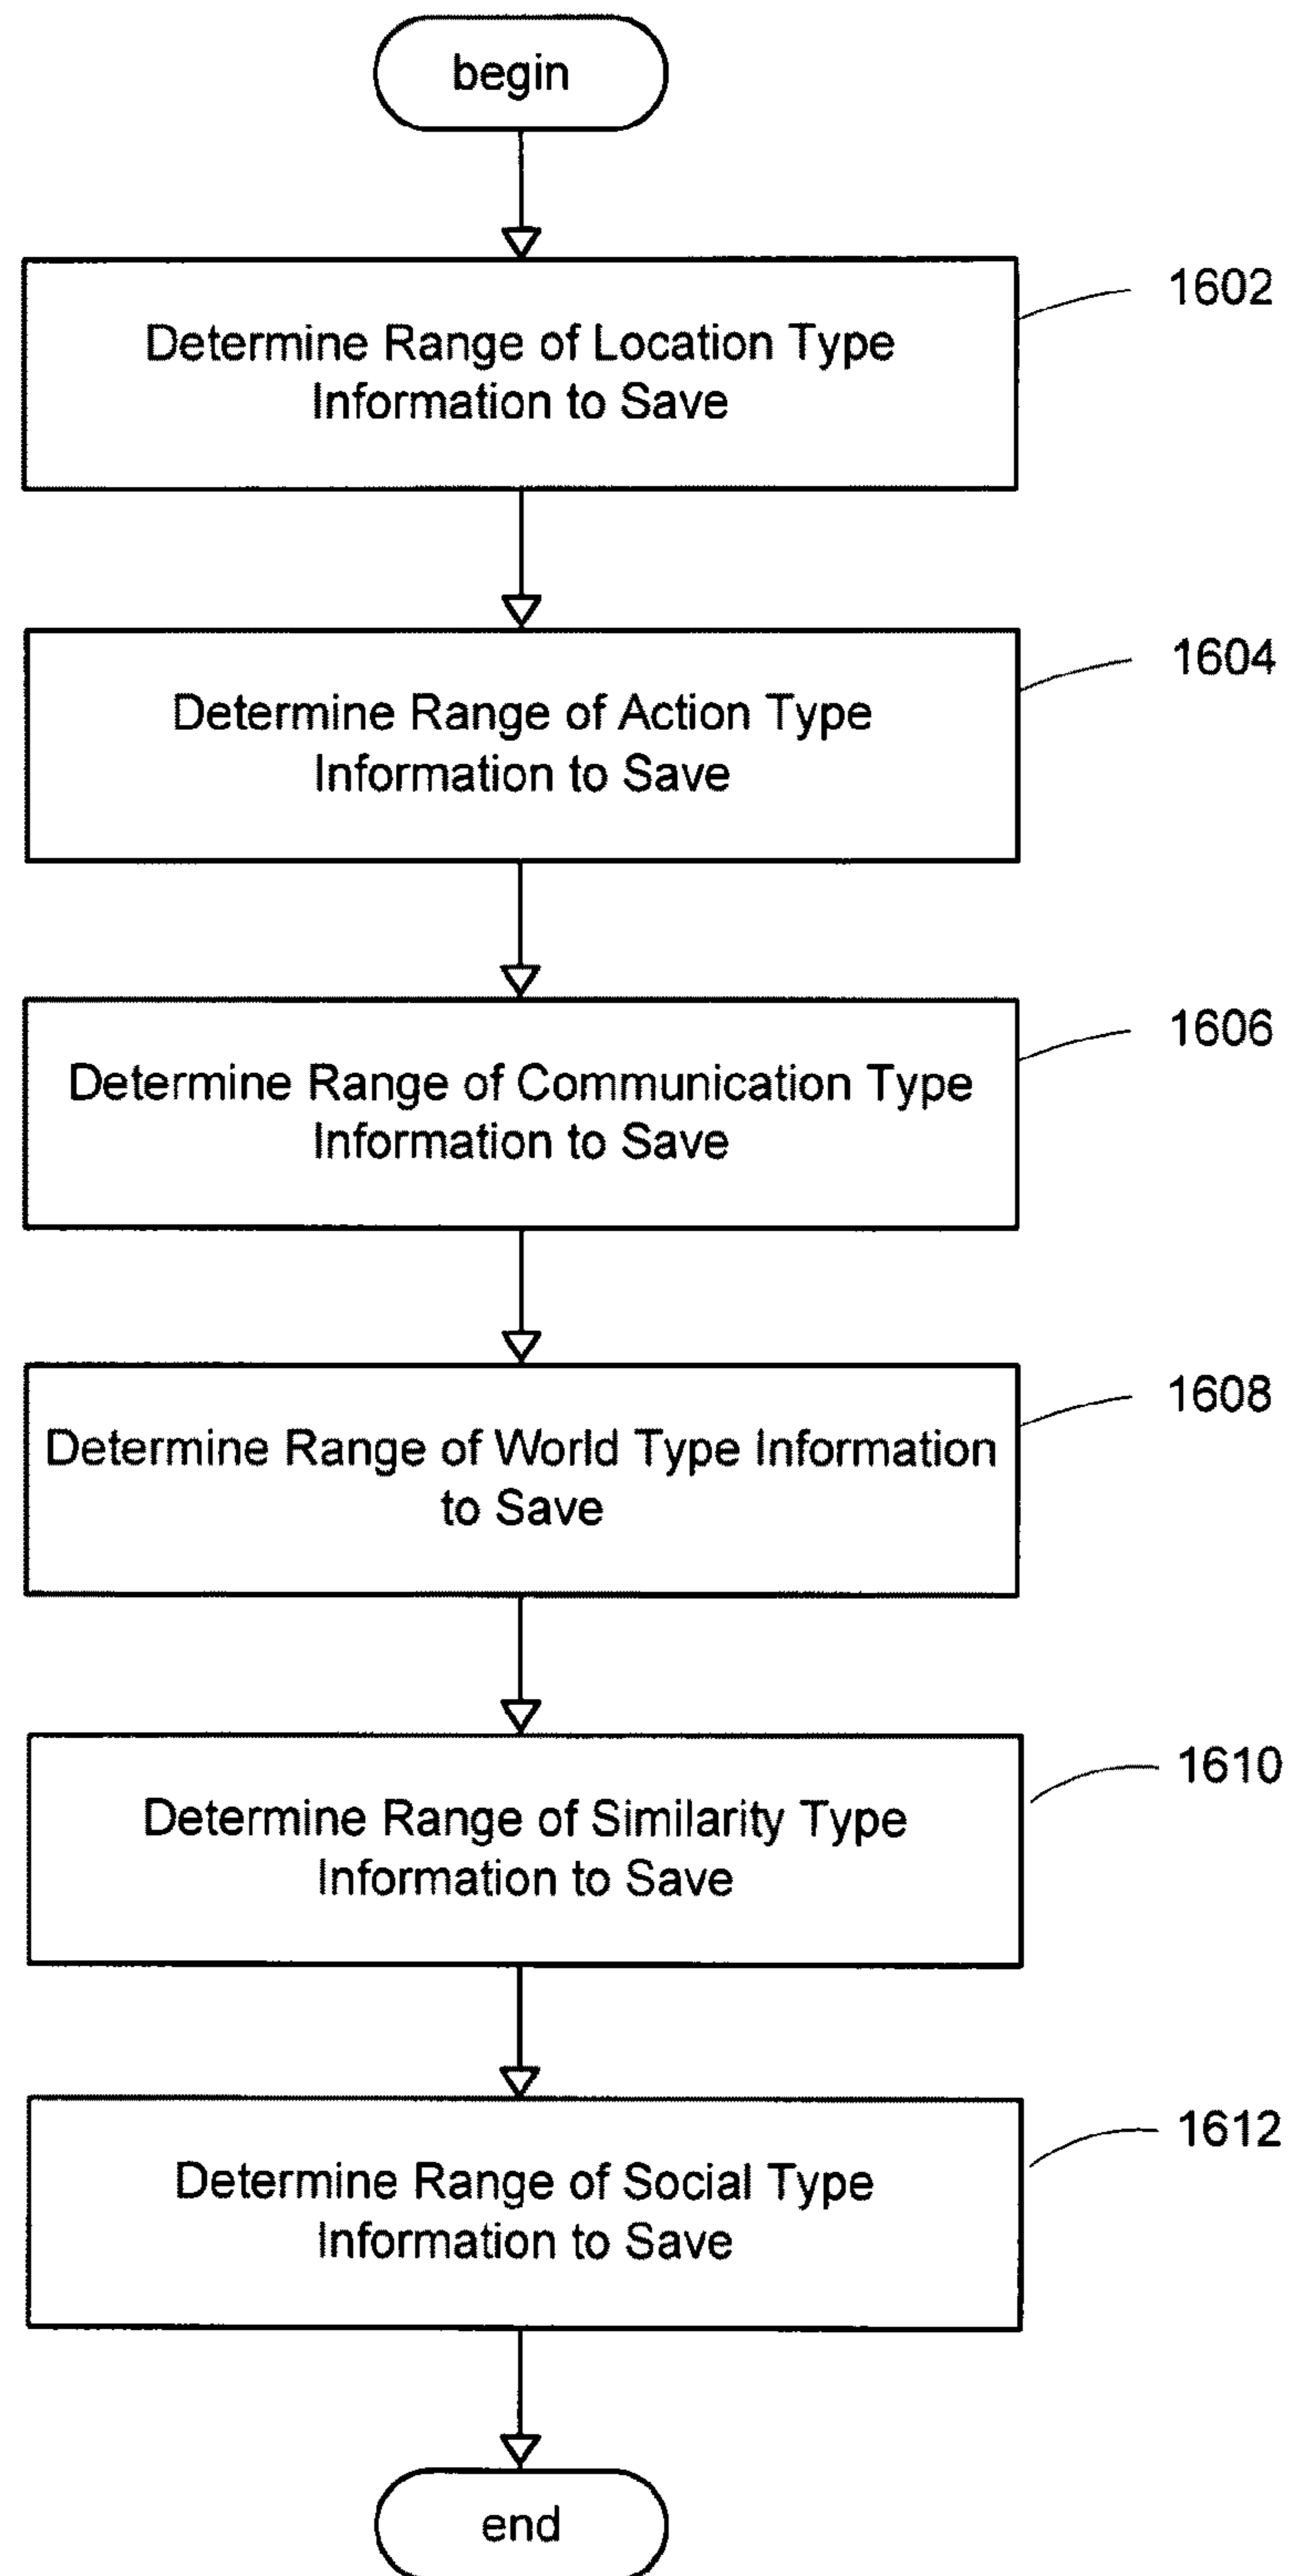 begin
Determine Range of Location Type
Information to Save
1602
Determine Range of Action Type
Information to Save
1604
Determine Range of Communication Type
Information to Save
1606
Determine Range of World Type Information
to Save
1608
Determine Range of Similarity Type
Information to Save
1610
Determine Range of Social Type
Information to Save
1612
end